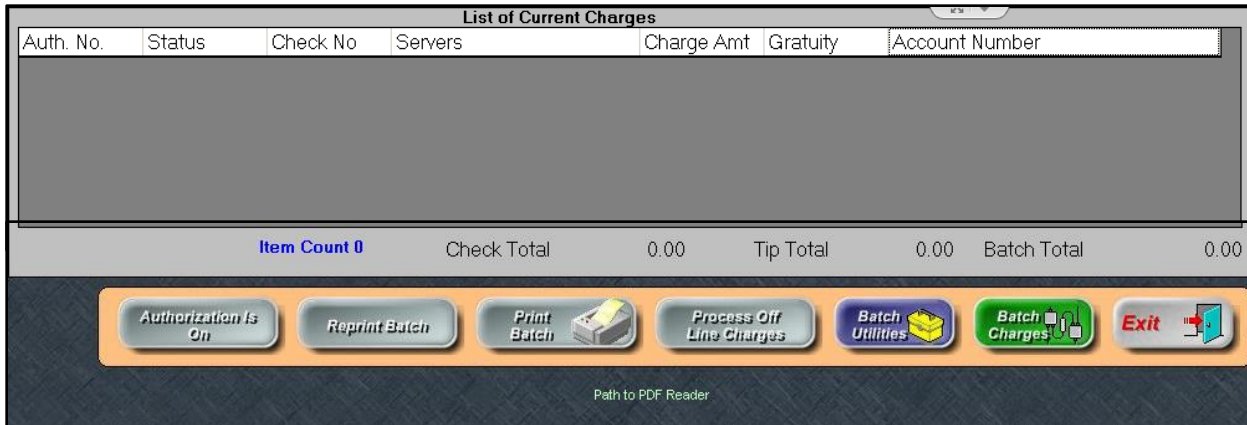 List of Current Charges
Auth. No. Status Check No Servers Charge Amt Gratuity Account Number
Item Count 0 Check Total 0.00 Tip Total 0.00 Batch Total 0.00
Authorization Is
On
Reprint Batch
Print
Batch
Process Off
Line Charges
Batch
Utilities
Batch
Charges
Exit
Path to PDF Reader